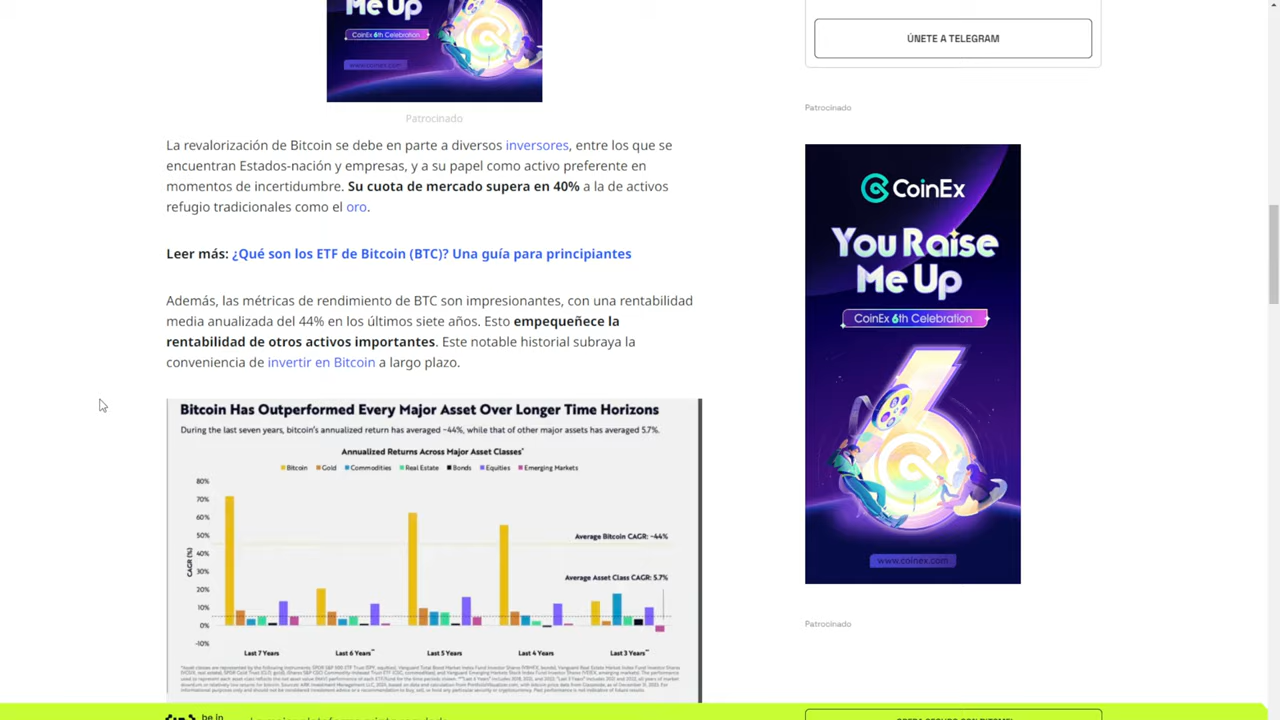 Me Up
CoinEx 6th Celebration
www.coinex.com
Patrocinado
La revalorización de Bitcoin se debe en parte a diversos inversores, entre los que se
encuentran Estados-nación y empresas, y a su papel como activo preferente en
momentos de incertidumbre. Su cuota de mercado supera en 40% a la de activos
refugio tradicionales como el oro.
Leer más: ¿Qué son los ETF de Bitcoin (BTC)? Una guía para principiantes
Además, las métricas de rendimiento de BTC son impresionantes, con una rentabilidad
media anualizada del 44% en los últimos siete años. Esto empequeñece la
rentabilidad de otros activos importantes. Este notable historial subraya la
conveniencia de invertir en Bitcoin a largo plazo.
Bitcoin Has Outperformed Every Major Asset Over Longer Time Horizons
During the last seven years, bitcoin's annualized return has averaged ~44%, while that of other major assets has averaged 5.7%.
Annualized Returns Across Major Asset Classes*
Bitcoin Gold Commodities Real Estate Bonds Equities Emerging Markets
80%
70%
60%
50%
40%
30%
20%
10%
0%
-10%
CAGR (%)
Average Bitcoin CAGR: ~44%
Average Asset Class CAGR: 5.7%
Last 7 Years Last 6 Years** Last 5 Years Last 4 Years Last 3 Years**
ÚNETE A TELEGRAM
Patrocinado
CoinEx
You Raise
Me Up
CoinEx 6th Celebration
www.coinex.com
Patrocinado
be in